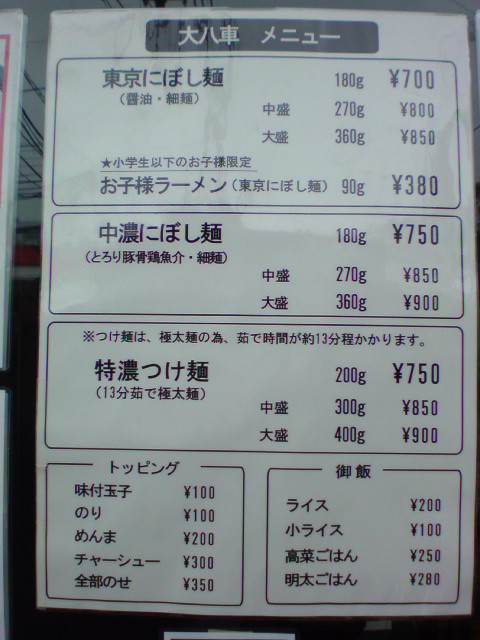 大八車 メニュー
東京にぼし麺 180g ¥700
(醤油・細麺)
中盛 270g ¥800
大盛 360g ¥850
★小学生以下のお子様限定
お子様ラーメン(東京にぼし麺) 90g ¥380
中濃にぼし麺 180g ¥750
(とろり豚骨鶏魚介・細麺)
中盛 270g ¥850
大盛 360g ¥900
※つけ麺は、極太麺の為、茹で時間が約13分程かかります。
特濃つけ麺 200g ¥750
(13分茹で極太麺)
中盛 300g ¥850
大盛 400g ¥900
トッピング
味付玉子 ¥100
のり ¥100
めんま ¥200
チャーシュー ¥300
全部のせ ¥350
御飯
ライス ¥200
小ライス ¥100
高菜ごはん ¥250
明太ごはん ¥280